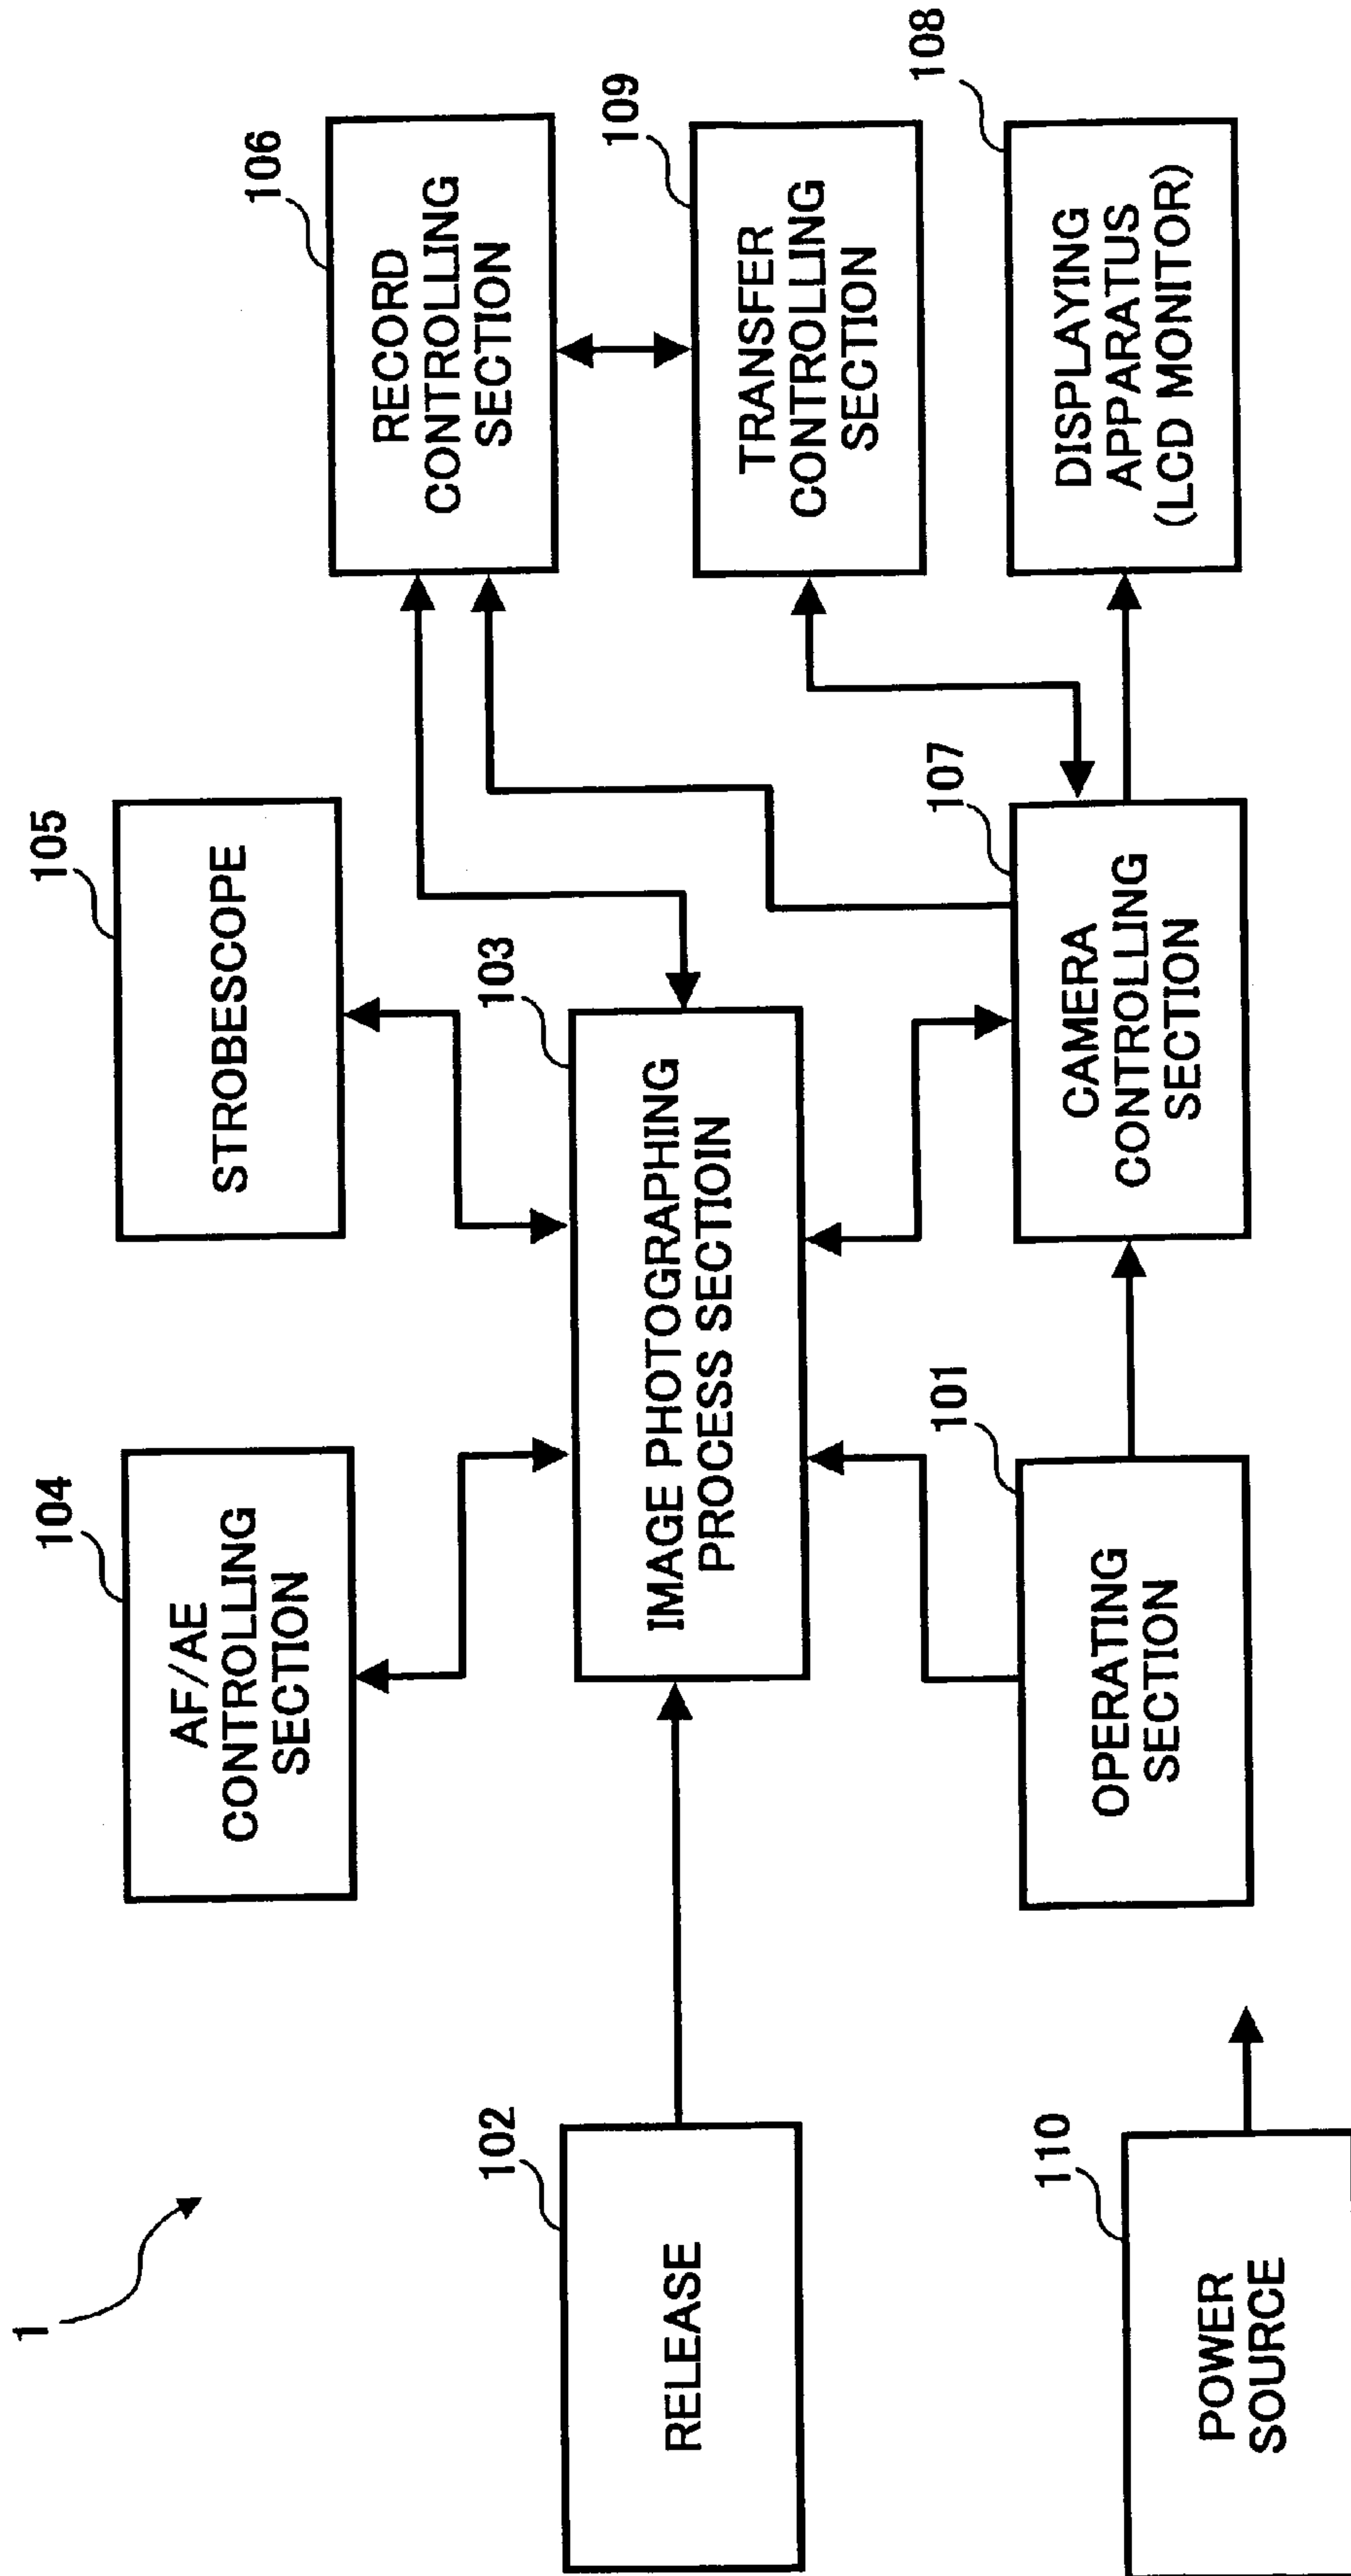 1
104
AF/AE
CONTROLLING
SECTION
105
STROBESCOPE
106
RECORD
CONTROLLING
SECTION
102
RELEASE
103
IMAGE PHOTOGRAPHING
PROCESS SECTIOIN
109
TRANSFER
CONTROLLING
SECTION
110
POWER
SOURCE
101
OPERATING
SECTION
107
CAMERA
CONTROLLING
SECTION
108
DISPLAYING
APPARATUS
(LCD MONITOR)